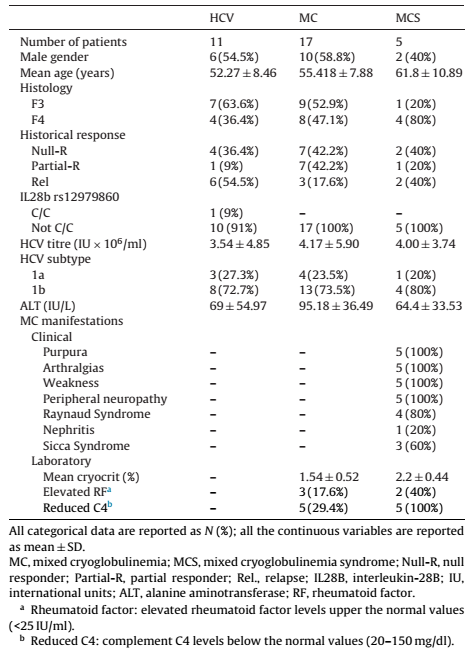 HCV MC MCS
Number of patients 11 17 5
Male gender 6 (54.5%) 10 (58.8%) 2 (40%)
Mean age (years) 52.27 ± 8.46 55.418 ± 7.88 61.8 ± 10.89
Histology
F3 7 (63.6%) 9 (52.9%) 1 (20%)
F4 4 (36.4%) 8 (47.1%) 4 (80%)
Historical response
Null-R 4 (36.4%) 7 (42.2%) 2 (40%)
Partial-R 1 (9%) 7 (42.2%) 1 (20%)
Rel 6 (54.5%) 3 (17.6%) 2 (40%)
IL28b rs12979860
C/C 1 (9%) – –
Not C/C 10 (91%) 17 (100%) 5 (100%)
HCV titre (IU × 10⁶/ml) 3.54 ± 4.85 4.17 ± 5.90 4.00 ± 3.74
HCV subtype
1a 3 (27.3%) 4 (23.5%) 1 (20%)
1b 8 (72.7%) 13 (73.5%) 4 (80%)
ALT (IU/L) 69 ± 54.97 95.18 ± 36.49 64.4 ± 33.53
MC manifestations
Clinical
Purpura – – 5 (100%)
Arthralgias – – 5 (100%)
Weakness – – 5 (100%)
Peripheral neuropathy – – 5 (100%)
Raynaud Syndrome – – 4 (80%)
Nephritis – – 1 (20%)
Sicca Syndrome – – 3 (60%)
Laboratory
Mean cryocrit (%) – 1.54 ± 0.52 2.2 ± 0.44
Elevated RFᵃ – 3 (17.6%) 2 (40%)
Reduced C4ᵇ – 5 (29.4%) 5 (100%)
All categorical data are reported as N (%); all the continuous variables are reported
as mean ± SD.
MC, mixed cryoglobulinemia; MCS, mixed cryoglobulinemia syndrome; Null-R, null
responder; Partial-R, partial responder; Rel., relapse; IL28B, interleukin-28B; IU,
international units; ALT, alanine aminotransferase; RF, rheumatoid factor.
ᵃ Rheumatoid factor: elevated rheumatoid factor levels upper the normal values
(<25 IU/ml).
ᵇ Reduced C4: complement C4 levels below the normal values (20–150 mg/dl).